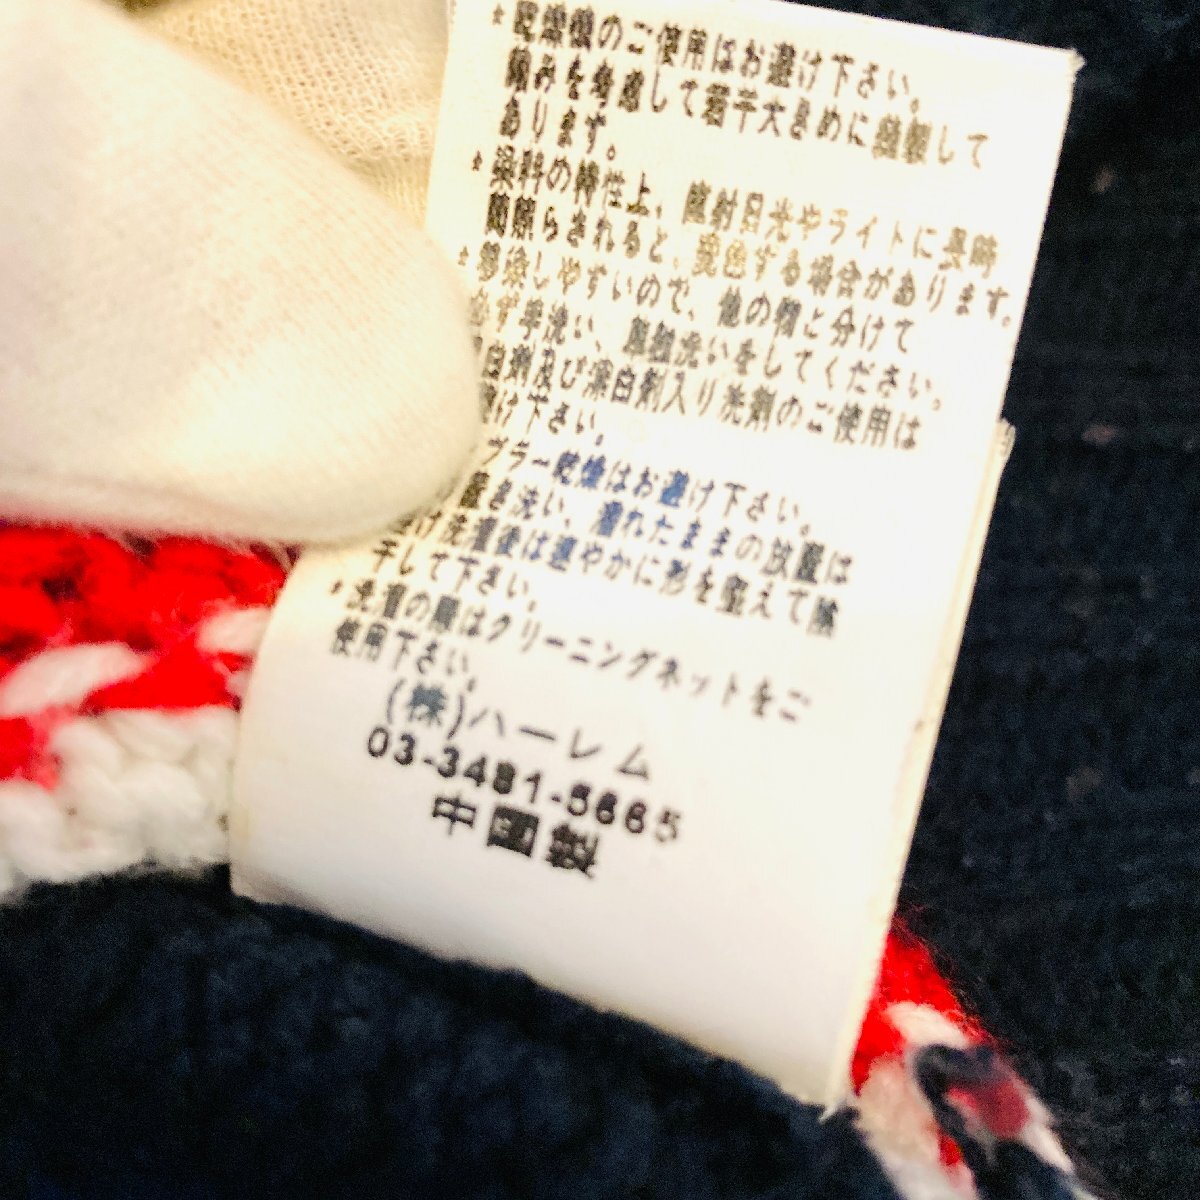 * 乾燥機のご使用はお避け下さい。
縮みを考慮して若干大きめに縫製して
あります。
* 染料の特性上、直射日光やライトに長時
間照らされると、変色する場合があります。
* 移染しやすいので、他の物と分けて
必ず手洗い、単独洗いをしてください。
白剤及び漂白剤入り洗剤のご使用は
け下さい。
ブラー乾燥はお避け下さい。
置き洗い、濡れたままの放置は
け洗濯後は速やかに形を整えて陰
干して下さい。
* 洗濯の際はクリーニングネットをご
使用下さい。
(株)ハーレム
03-3481-5665
中国製